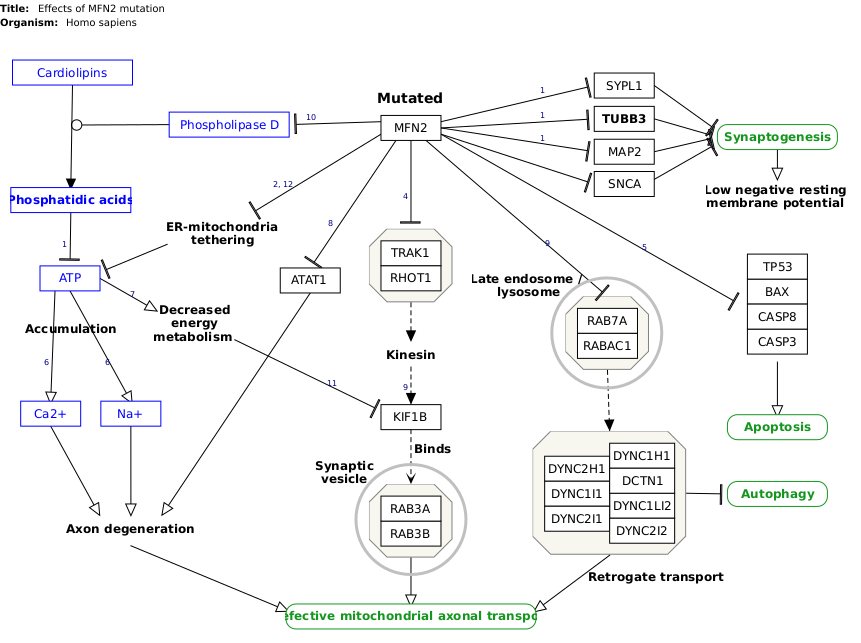 Title: Effects of MFN2 mutation
Organism: Homo sapiens
Cardiolipins
Phospholipase D
10
Mutated
MFN2
1
1
1
SYPL1
TUBB3
MAP2
SNCA
Synaptogenesis
Low negative resting
membrane potential
Phosphatidic acids
2, 12
8
4
9
5
ER-mitochondria
tethering
1
ATP
7
ATAT1
TRAK1
RHOT1
Late endosome
lysosome
RAB7A
RABAC1
TP53
BAX
CASP8
CASP3
Accumulation
Decreased
energy
metabolism
Kinesin
6
6
11
9
Ca2+
Na+
KIF1B
Apoptosis
Binds
Synaptic
vesicle
RAB3A
RAB3B
DYNC2H1
DYNC1I1
DYNC2I1
DYNC1H1
DCTN1
DYNC1LI2
DYNC2I2
Autophagy
Axon degeneration
Retrogate transport
efective mitochondrial axonal transpo